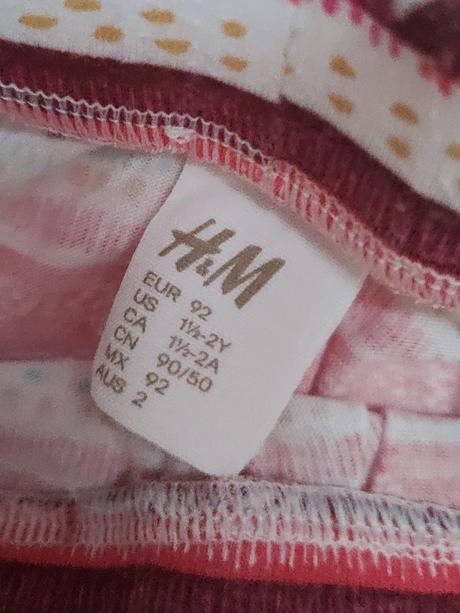 H&M
EUR 92
US 1½-2Y
CA 1½-2A
CN 90/50
MX 92
AUS 2